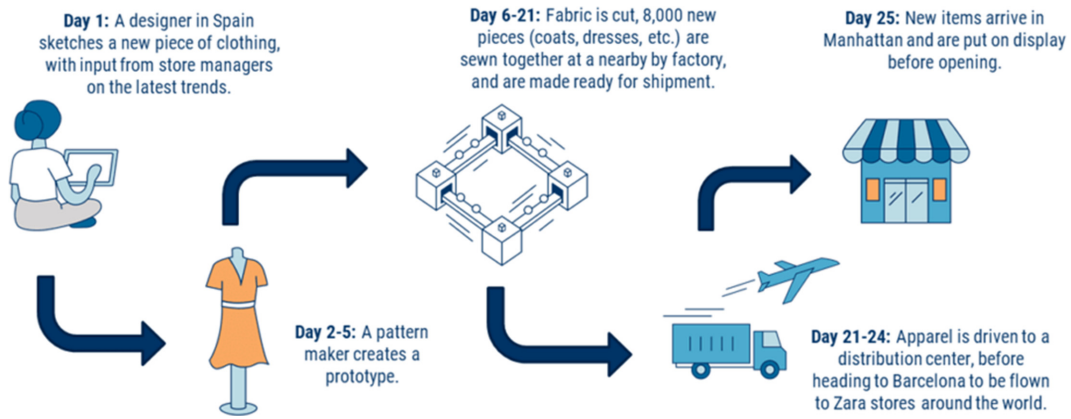 Day 1: A designer in Spain
sketches a new piece of clothing,
with input from store managers
on the latest trends.
Day 2-5: A pattern
maker creates a
prototype.
Day 6-21: Fabric is cut, 8,000 new
pieces (coats, dresses, etc.) are
sewn together at a nearby by factory,
and are made ready for shipment.
Day 21-24: Apparel is driven to a
distribution center, before
heading to Barcelona to be flown
to Zara stores around the world.
Day 25: New items arrive in
Manhattan and are put on display
before opening.